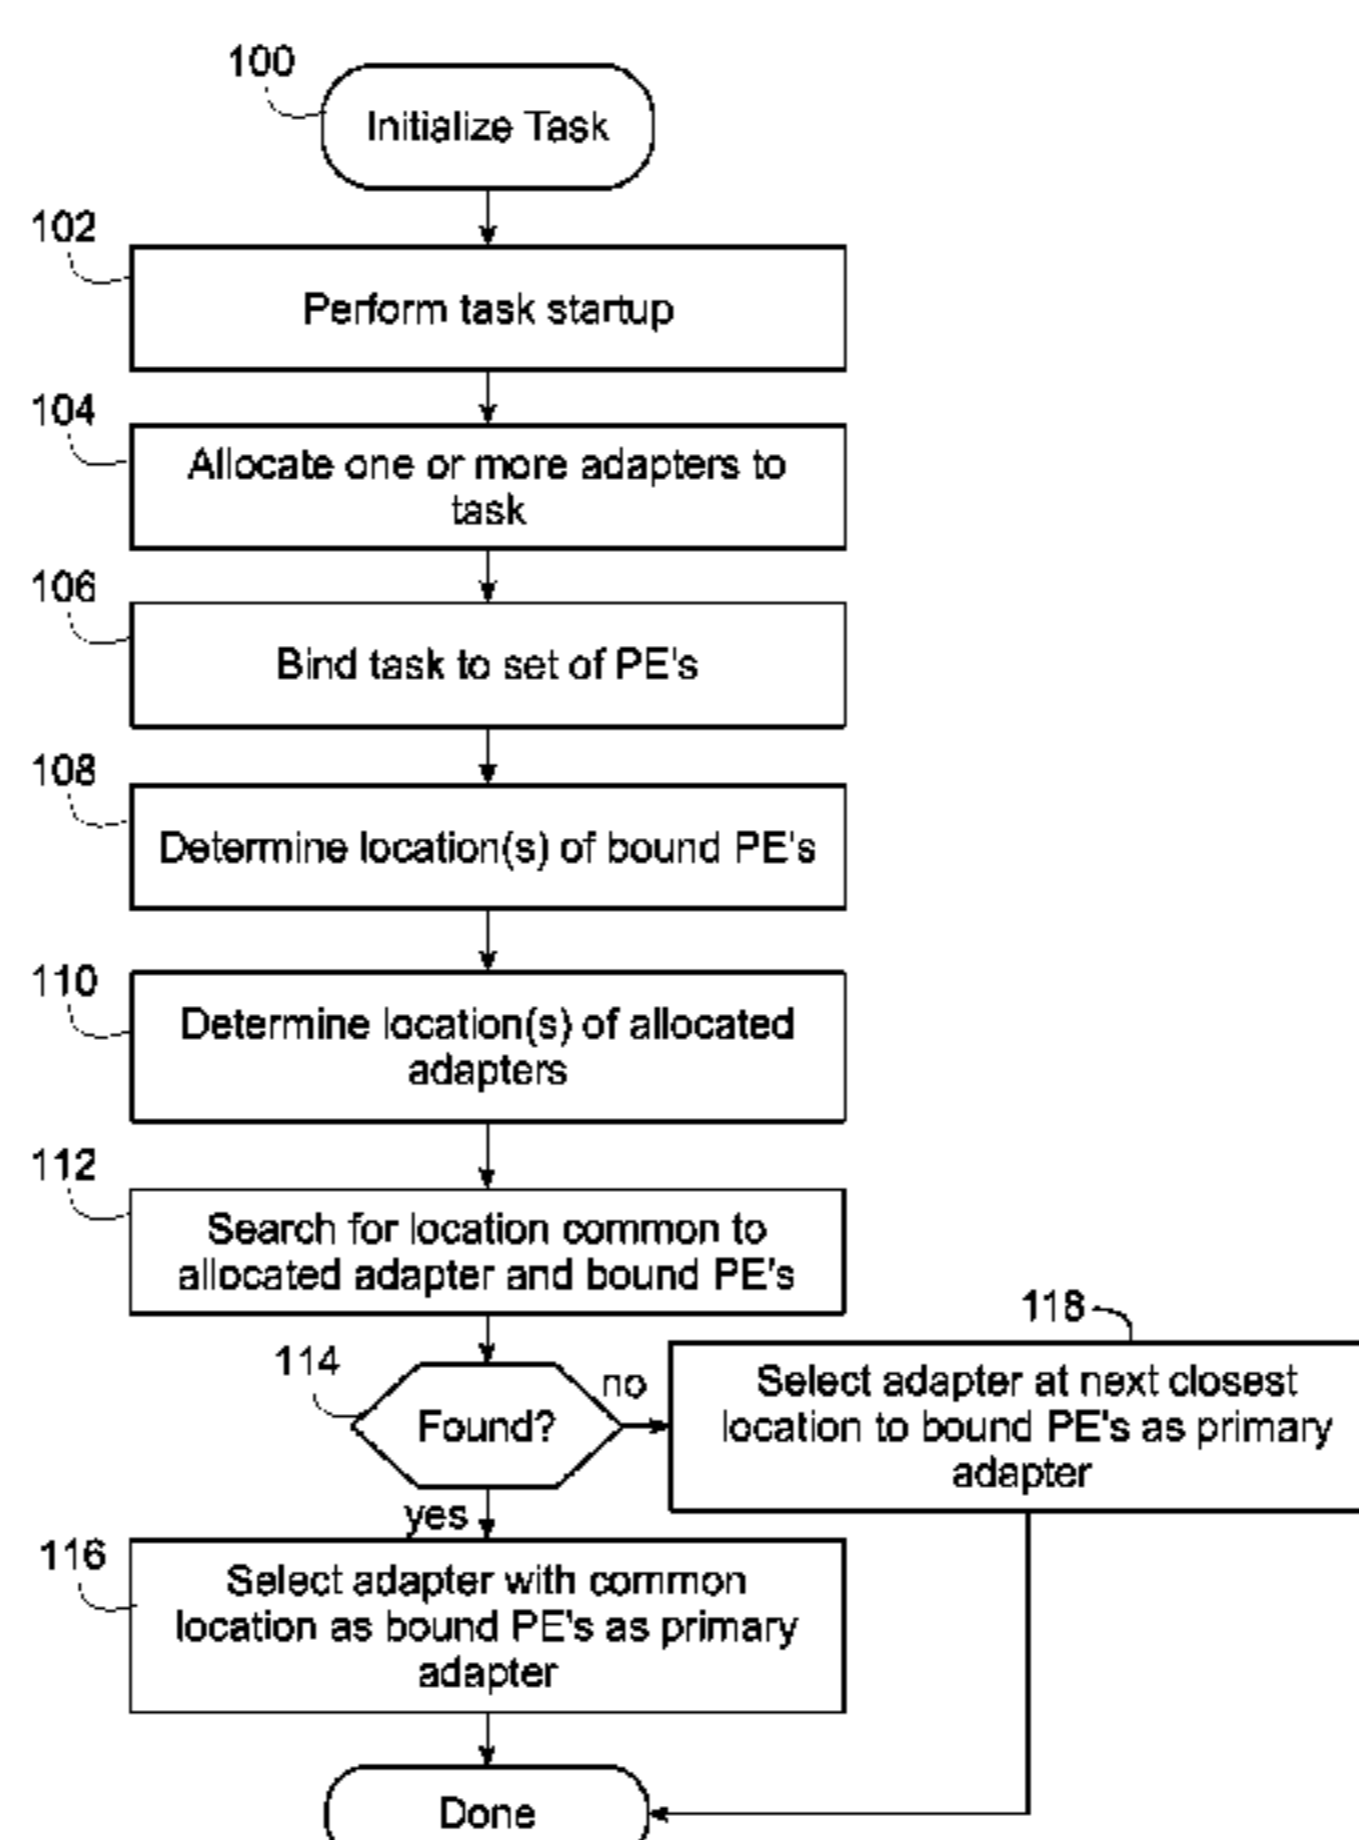 100
Initialize Task
102
Perform task startup
104
Allocate one or more adapters to
task
106
Bind task to set of PE's
108
Determine location(s) of bound PE's
110
Determine location(s) of allocated
adapters
112
Search for location common to
allocated adapter and bound PE's
114
Found?
no
118
Select adapter at next closest
location to bound PE's as primary
adapter
yes
116
Select adapter with common
location as bound PE's as primary
adapter
Done